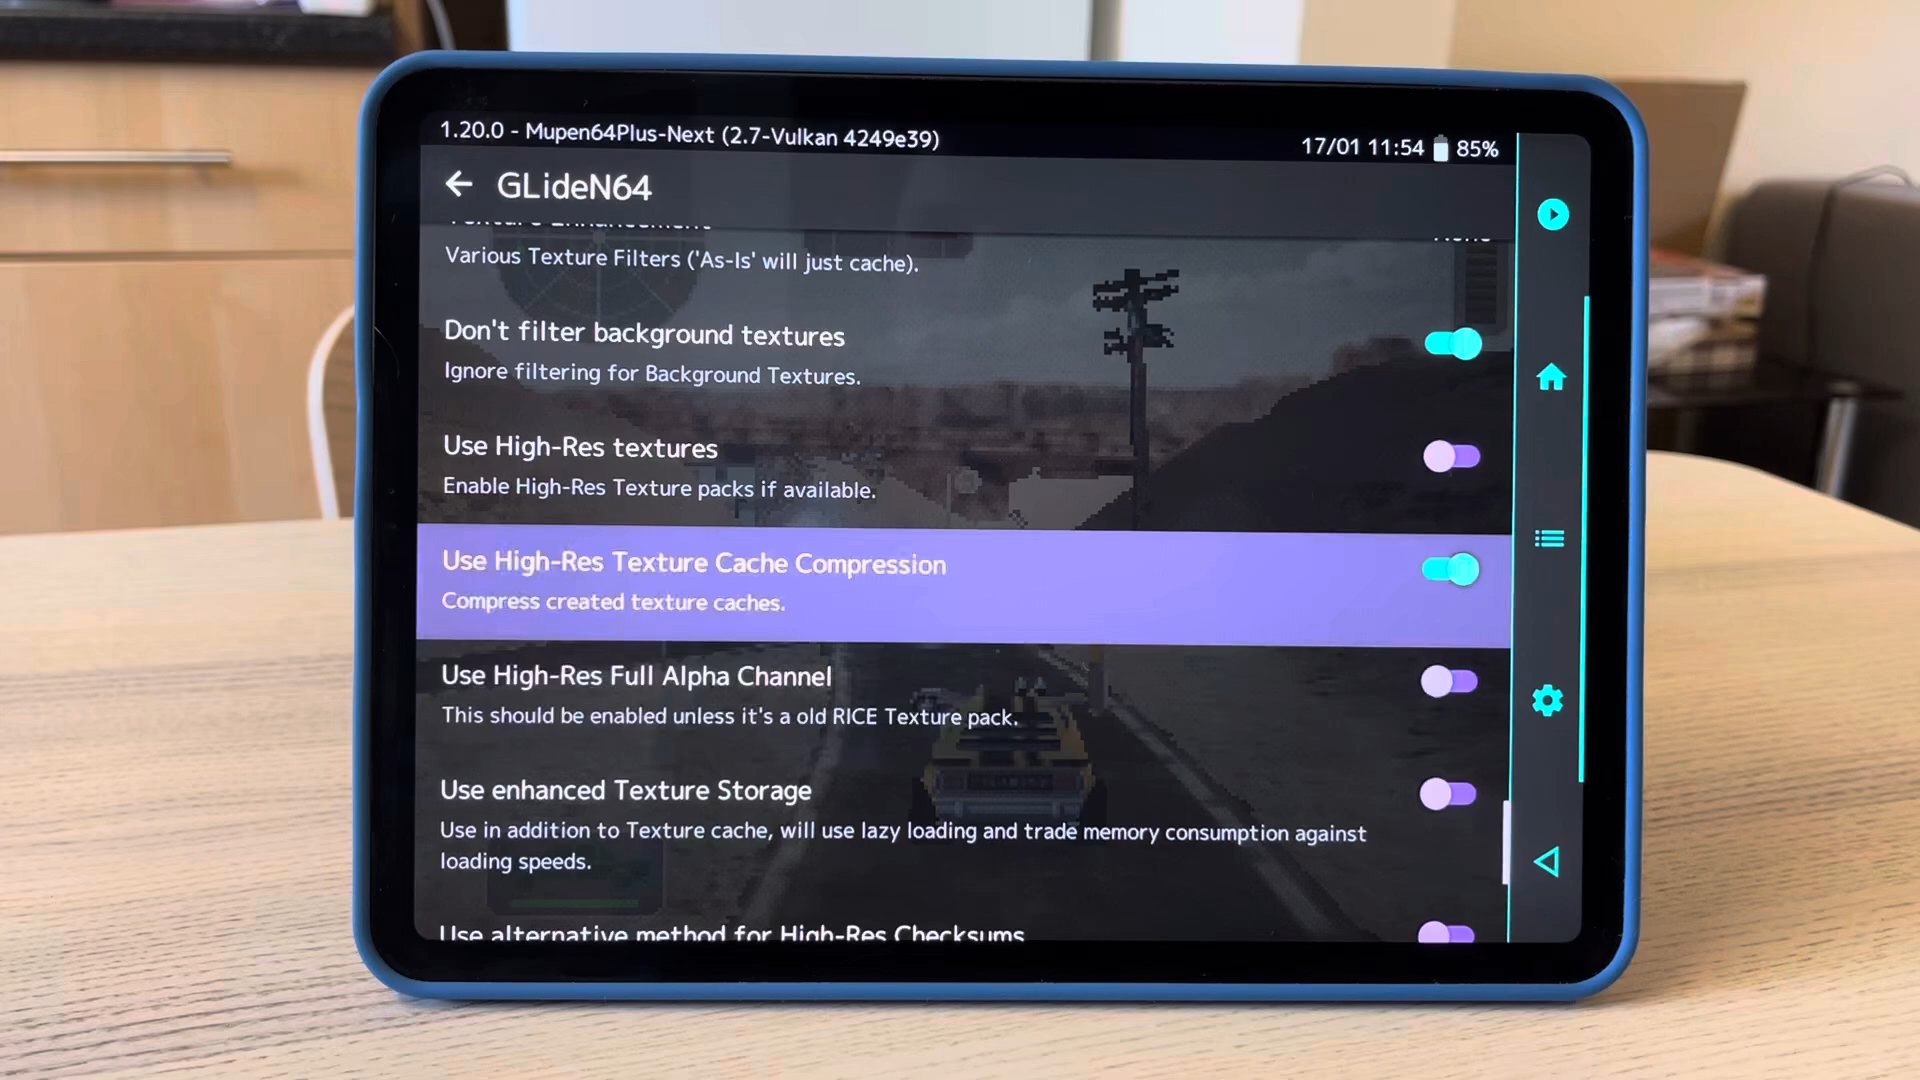 1.20.0 - Mupen64Plus-Next (2.7-Vulkan 4249e39)
17/01 11:54 85%
GLideN64
Various Texture Filters ('As-Is' will just cache).
Don't filter background textures
Ignore filtering for Background Textures.
Use High-Res textures
Enable High-Res Texture packs if available.
Use High-Res Texture Cache Compression
Compress created texture caches.
Use High-Res Full Alpha Channel
This should be enabled unless it's a old RICE Texture pack.
Use enhanced Texture Storage
Use in addition to Texture cache, will use lazy loading and trade memory consumption against
loading speeds.
Use alternative method for High-Res Checksums